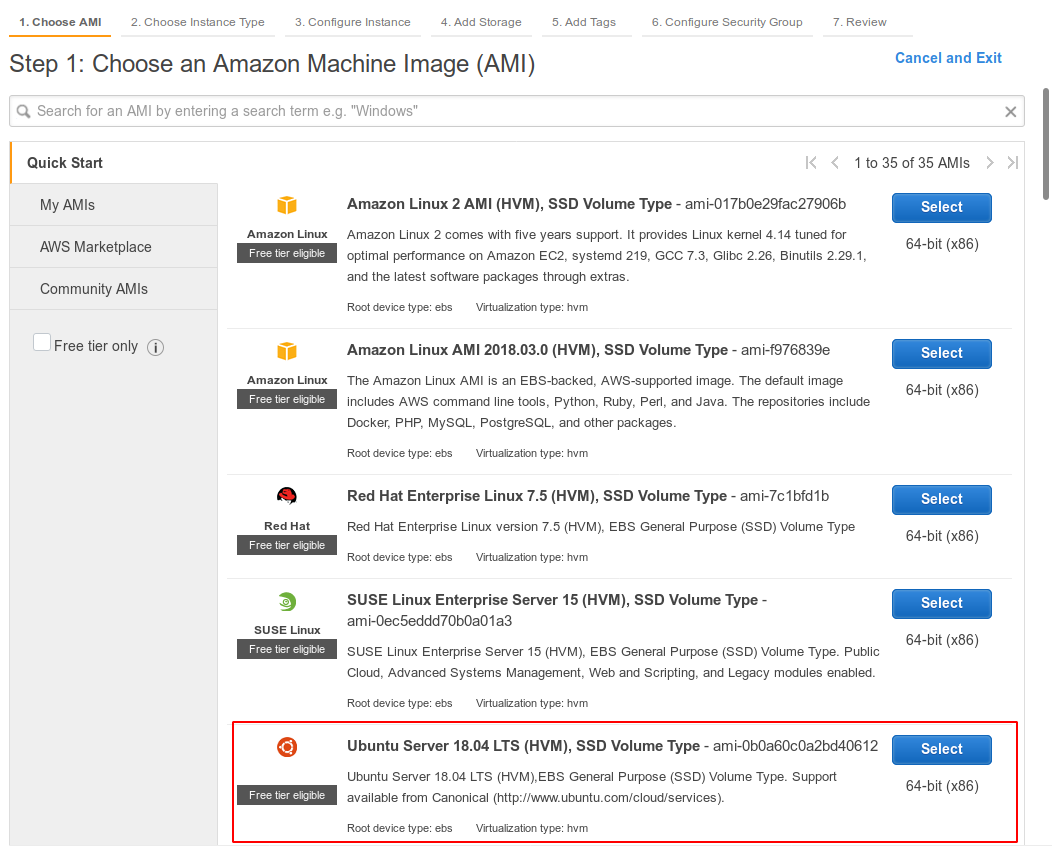 1. Choose AMI 2. Choose Instance Type 3. Configure Instance 4. Add Storage 5. Add Tags 6. Configure Security Group 7. Review
Step 1: Choose an Amazon Machine Image (AMI)
Cancel and Exit
Search for an AMI by entering a search term e.g. "Windows"
Quick Start
1 to 35 of 35 AMIs
My AMIs
AWS Marketplace
Community AMIs
Free tier only
Amazon Linux
Free tier eligible
Amazon Linux 2 AMI (HVM), SSD Volume Type - ami-017b0e29fac27906b
Amazon Linux 2 comes with five years support. It provides Linux kernel 4.14 tuned for
optimal performance on Amazon EC2, systemd 219, GCC 7.3, Glibc 2.26, Binutils 2.29.1,
and the latest software packages through extras.
Root device type: ebs Virtualization type: hvm
Select
64-bit (x86)
Amazon Linux
Free tier eligible
Amazon Linux AMI 2018.03.0 (HVM), SSD Volume Type - ami-f976839e
The Amazon Linux AMI is an EBS-backed, AWS-supported image. The default image
includes AWS command line tools, Python, Ruby, Perl, and Java. The repositories include
Docker, PHP, MySQL, PostgreSQL, and other packages.
Root device type: ebs Virtualization type: hvm
Select
64-bit (x86)
Red Hat
Free tier eligible
Red Hat Enterprise Linux 7.5 (HVM), SSD Volume Type - ami-7c1bfd1b
Red Hat Enterprise Linux version 7.5 (HVM), EBS General Purpose (SSD) Volume Type
Root device type: ebs Virtualization type: hvm
Select
64-bit (x86)
SUSE Linux
Free tier eligible
SUSE Linux Enterprise Server 15 (HVM), SSD Volume Type -
ami-0ec5eddd70b0a01a3
SUSE Linux Enterprise Server 15 (HVM), EBS General Purpose (SSD) Volume Type. Public
Cloud, Advanced Systems Management, Web and Scripting, and Legacy modules enabled.
Root device type: ebs Virtualization type: hvm
Select
64-bit (x86)
Free tier eligible
Ubuntu Server 18.04 LTS (HVM), SSD Volume Type - ami-0b0a60c0a2bd40612
Ubuntu Server 18.04 LTS (HVM),EBS General Purpose (SSD) Volume Type. Support
available from Canonical (http://www.ubuntu.com/cloud/services).
Root device type: ebs Virtualization type: hvm
Select
64-bit (x86)